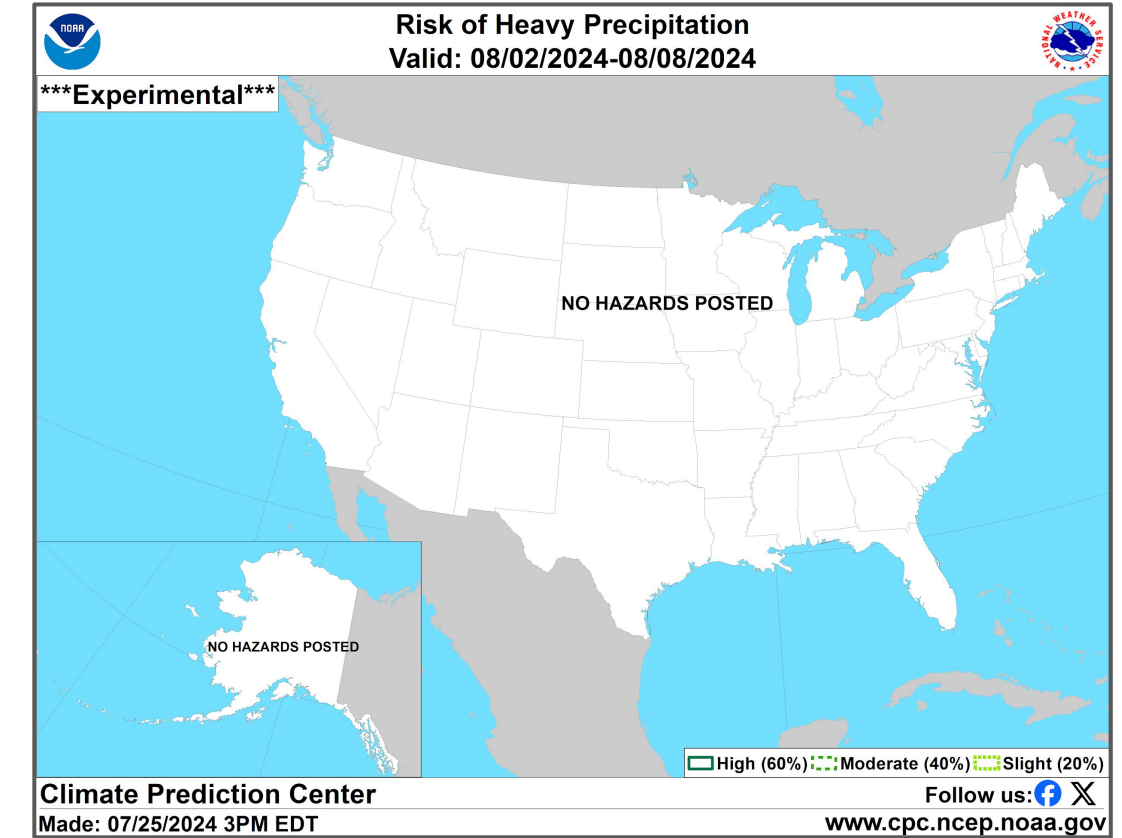 NOAA
Risk of Heavy Precipitation
Valid: 08/02/2024-08/08/2024
NATIONAL WEATHER SERVICE
***Experimental***
NO HAZARDS POSTED
NO HAZARDS POSTED
High (60%) Moderate (40%) Slight (20%)
Climate Prediction Center
Follow us:
Made: 07/25/2024 3PM EDT
www.cpc.ncep.noaa.gov